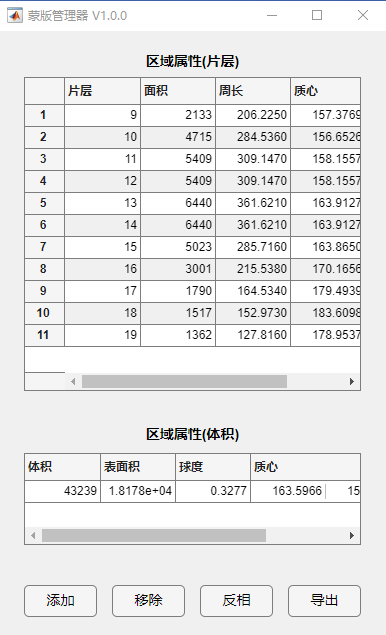 蒙版管理器 V1.0.0
区域属性(片层)
片层 面积 周长 质心
1 9 2133 206.2250 157.3769
2 10 4715 284.5360 156.6526
3 11 5409 309.1470 158.1557
4 12 5409 309.1470 158.1557
5 13 6440 361.6210 163.9127
6 14 6440 361.6210 163.9127
7 15 5023 285.7160 163.8650
8 16 3001 215.5380 170.1656
9 17 1790 164.5340 179.4939
10 18 1517 152.9730 183.6098
11 19 1362 127.8160 178.9537
区域属性(体积)
体积 表面积 球度 质心
43239 1.8178e+04 0.3277 163.5966 15
添加 移除 反相 导出